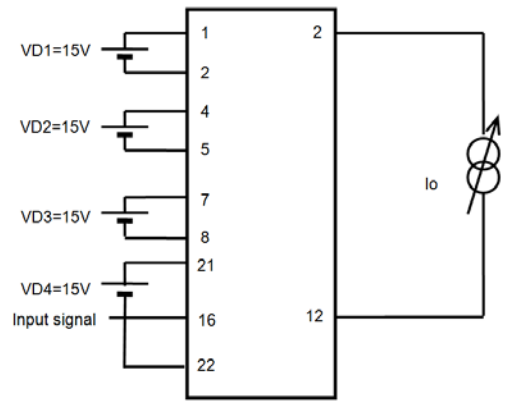 1 2
VD1=15V
2
4
VD2=15V
5
7
VD3=15V
Io
8
21
VD4=15V
Input signal 16 12
22